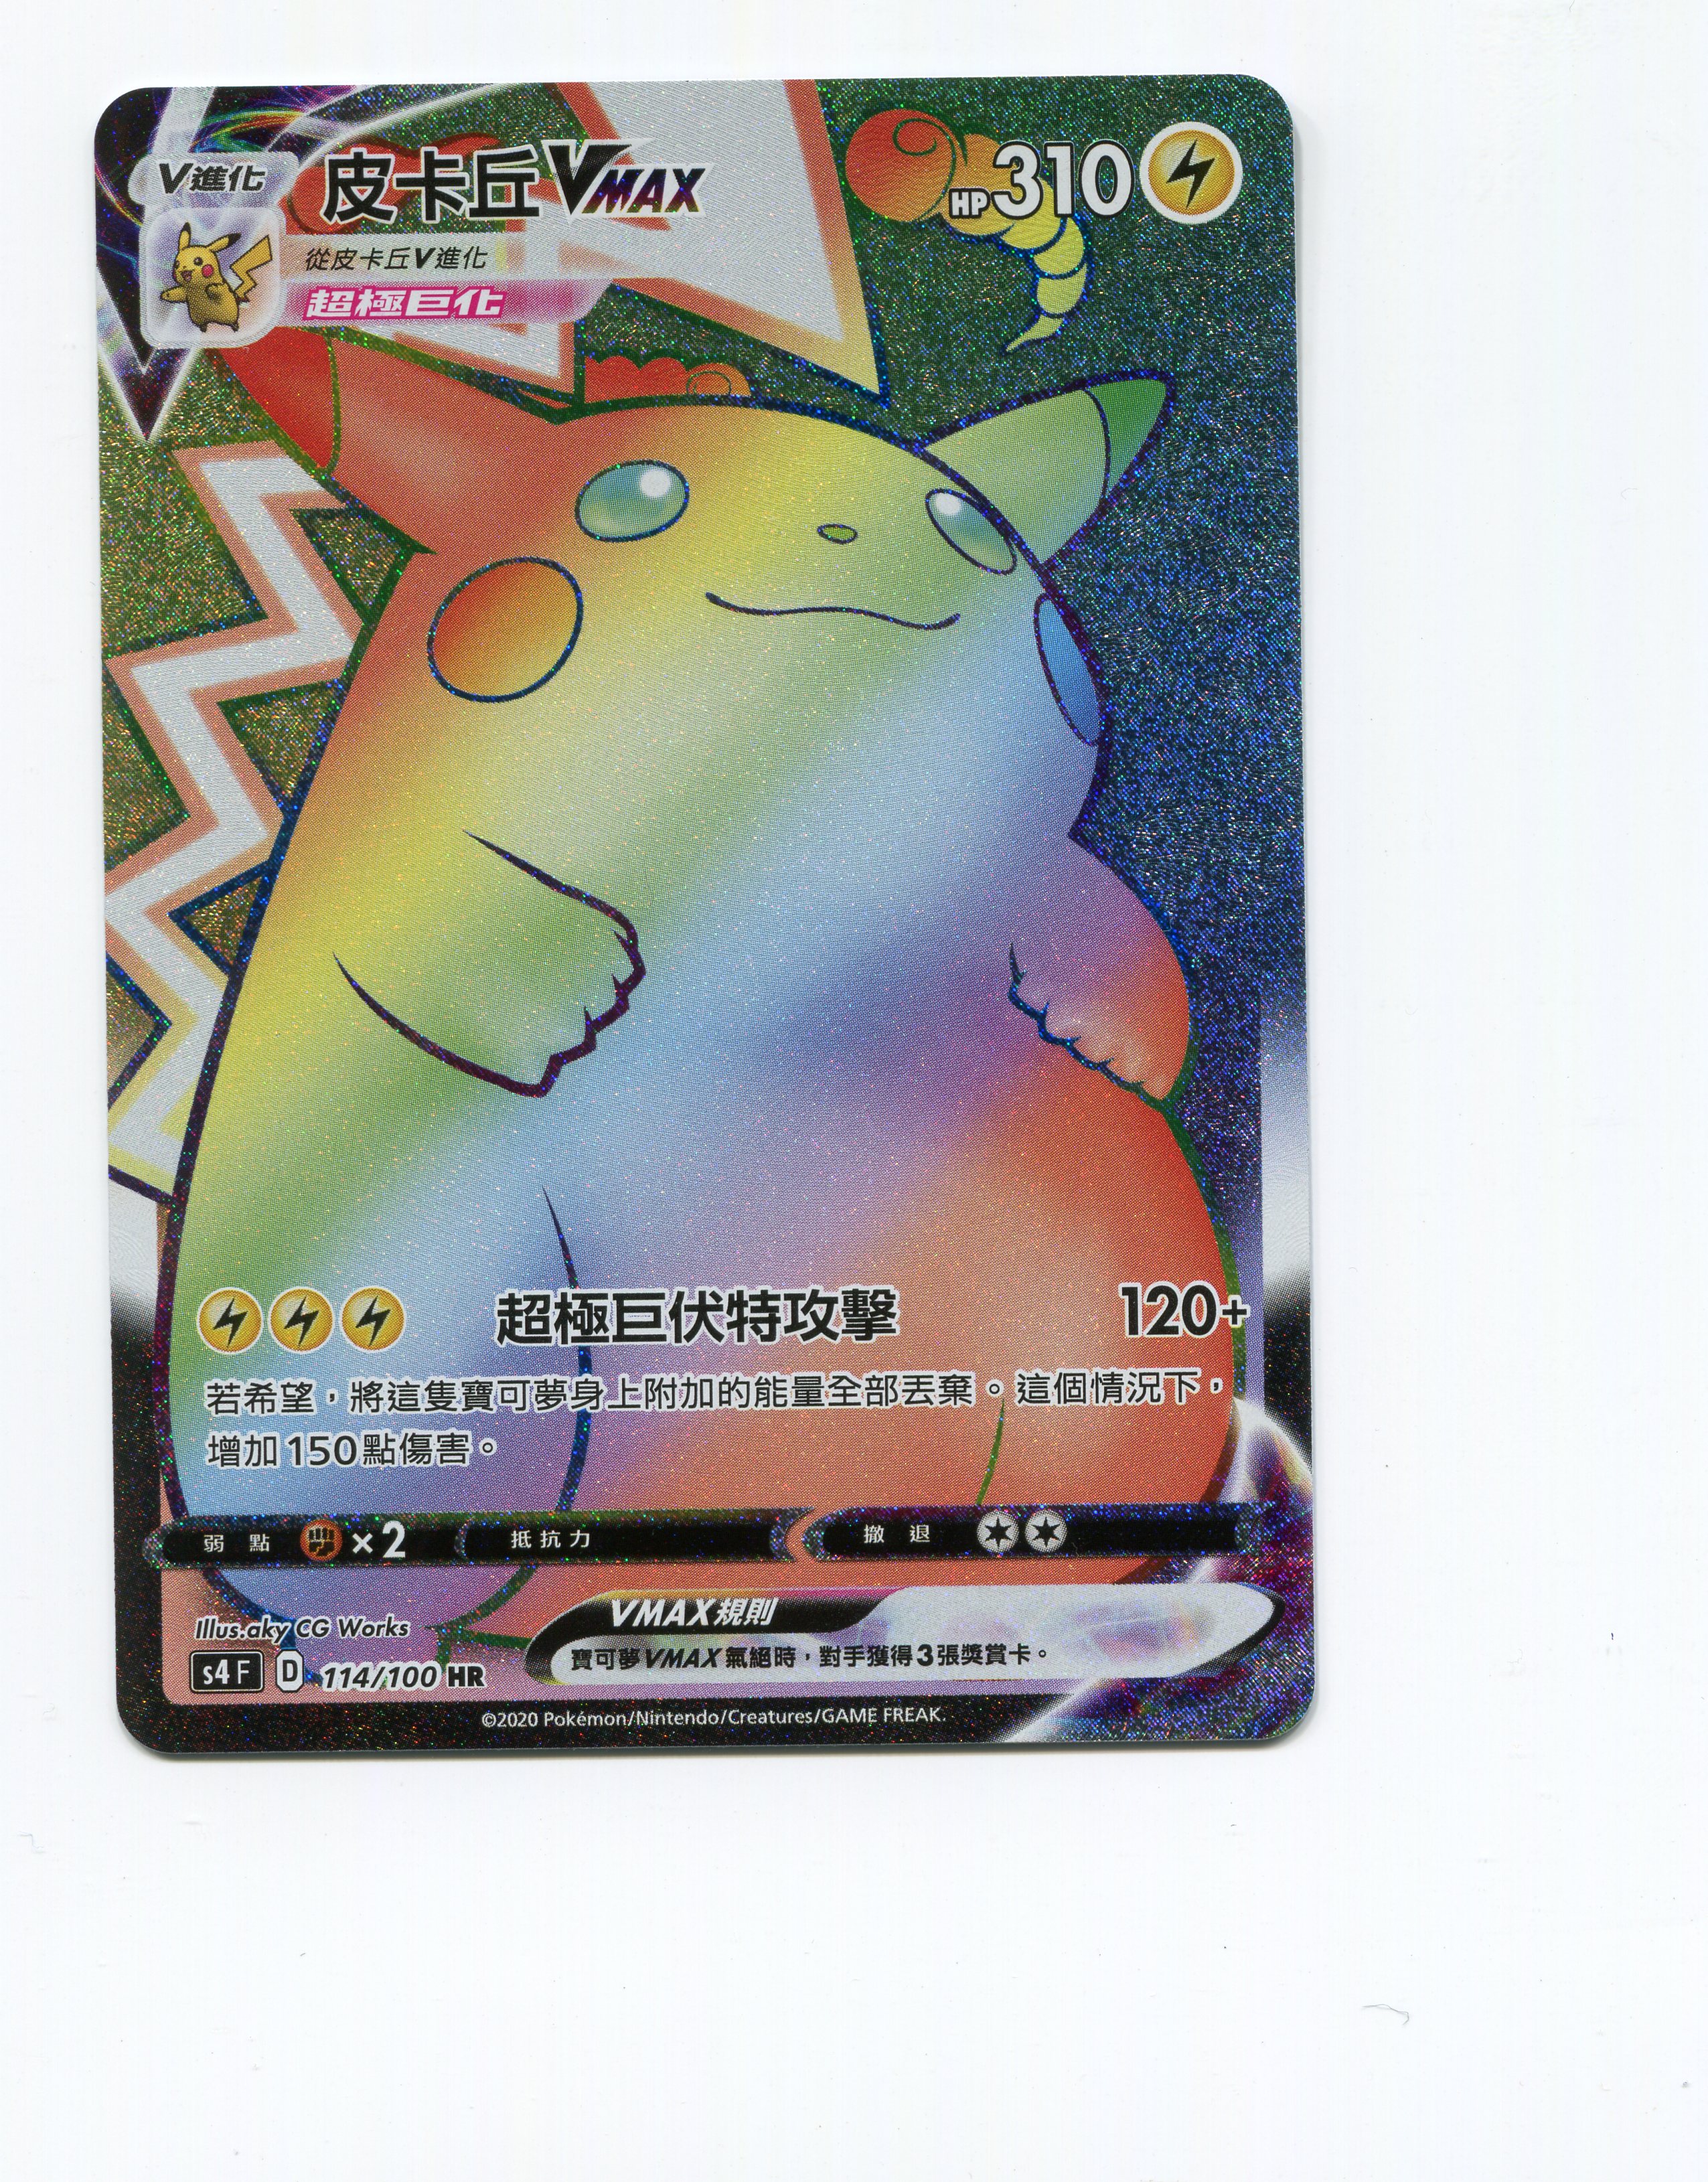 V進化
皮卡丘VMAX
HP310
從皮卡丘V進化
超極巨化
超極巨伏特攻擊 120+
若希望，將這隻寶可夢身上附加的能量全部丟棄。這個情況下，
增加150點傷害。
弱點 ×2 抵抗力 撤退
Illus.aky CG Works
VMAX規則
寶可夢VMAX氣絕時，對手獲得3張獎賞卡。
s4 F D 114/100 HR
©2020 Pokémon/Nintendo/Creatures/GAME FREAK.